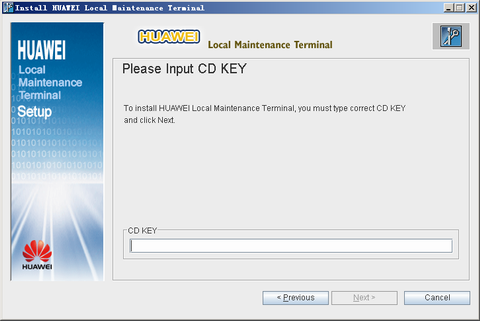 Install HUAWEI Local Maintenance Terminal
HUAWEI
Local
Maintenance
Terminal
Setup
HUAWEI
HUAWEI Local Maintenance Terminal
Please Input CD KEY
To install HUAWEI Local Maintenance Terminal, you must type correct CD KEY
and click Next.
CD KEY
< Previous
Next >
Cancel